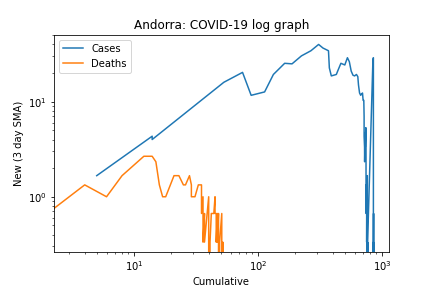 Andorra: COVID-19 log graph
Cases
Deaths
New (3 day SMA)
10¹
10⁰
10¹
10²
10³
Cumulative